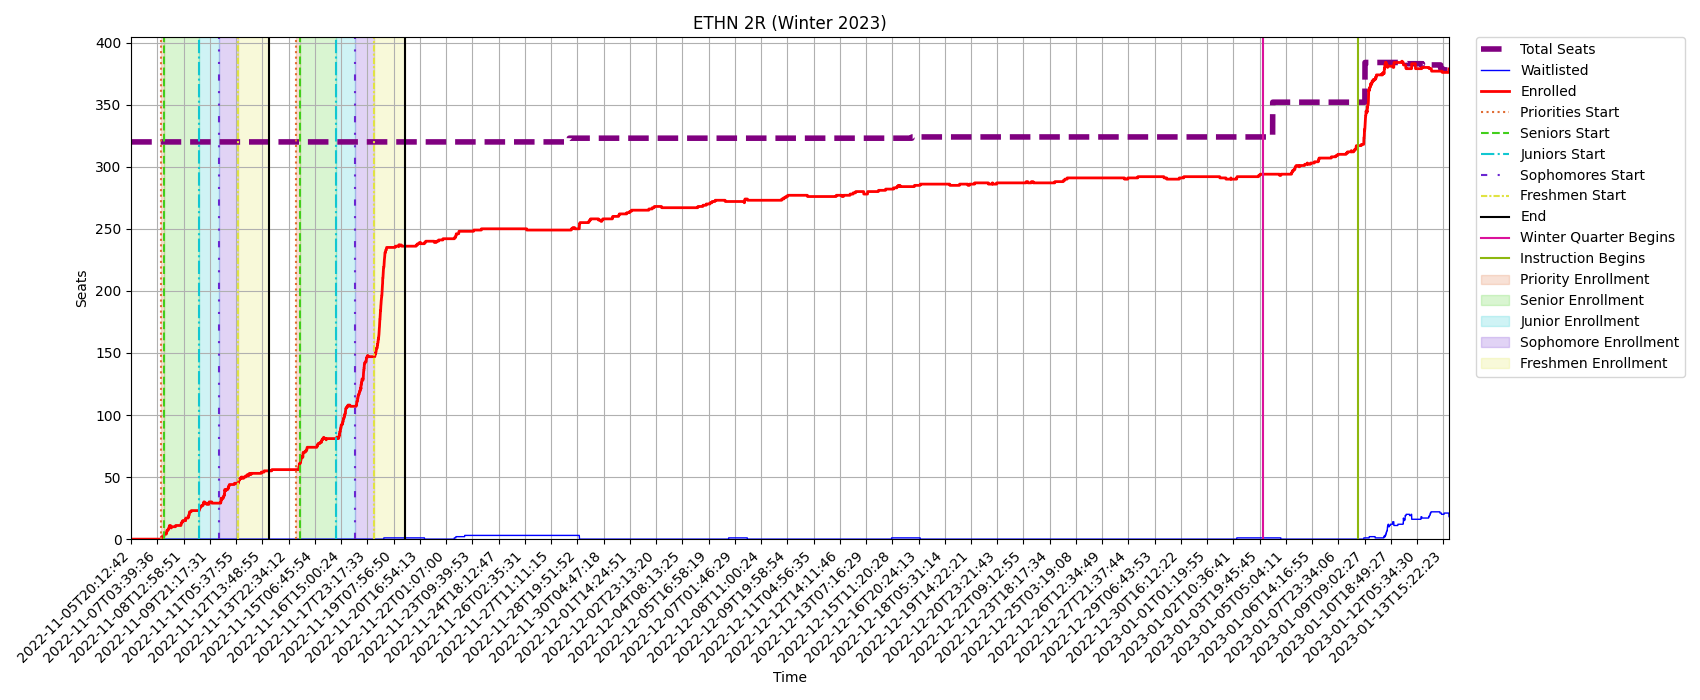 ETHN 2R (Winter 2023)
400
350
300
250
200
150
100
50
0
Seats
2022-11-05T20:12:42
2022-11-07T03:39:36
2022-11-08T12:58:51
2022-11-09T21:17:31
2022-11-11T05:37:55
2022-11-12T13:48:55
2022-11-13T22:34:12
2022-11-15T06:45:54
2022-11-16T15:00:24
2022-11-17T23:17:33
2022-11-19T07:56:50
2022-11-20T16:54:13
2022-11-22T01:07:00
2022-11-23T09:39:53
2022-11-24T18:12:47
2022-11-26T02:35:31
2022-11-27T11:11:15
2022-11-28T19:51:52
2022-11-30T04:47:18
2022-12-01T14:24:51
2022-12-02T23:13:20
2022-12-04T08:13:25
2022-12-05T16:58:19
2022-12-07T01:46:29
2022-12-08T11:00:24
2022-12-09T19:58:54
2022-12-11T04:56:35
2022-12-12T14:11:46
2022-12-13T07:16:29
2022-12-15T11:20:28
2022-12-16T20:24:13
2022-12-18T05:31:14
2022-12-19T14:22:21
2022-12-20T23:21:43
2022-12-22T09:12:55
2022-12-23T18:17:34
2022-12-25T03:19:08
2022-12-26T12:34:49
2022-12-27T21:37:44
2022-12-29T06:43:53
2022-12-30T16:12:22
2023-01-01T01:19:55
2023-01-02T10:36:41
2023-01-03T19:45:45
2023-01-05T05:04:11
2023-01-06T14:16:55
2023-01-07T23:34:06
2023-01-09T09:02:27
2023-01-10T18:49:27
2023-01-12T05:34:30
2023-01-13T15:22:23
Time
Total Seats
Waitlisted
Enrolled
Priorities Start
Seniors Start
Juniors Start
Sophomores Start
Freshmen Start
End
Winter Quarter Begins
Instruction Begins
Priority Enrollment
Senior Enrollment
Junior Enrollment
Sophomore Enrollment
Freshmen Enrollment